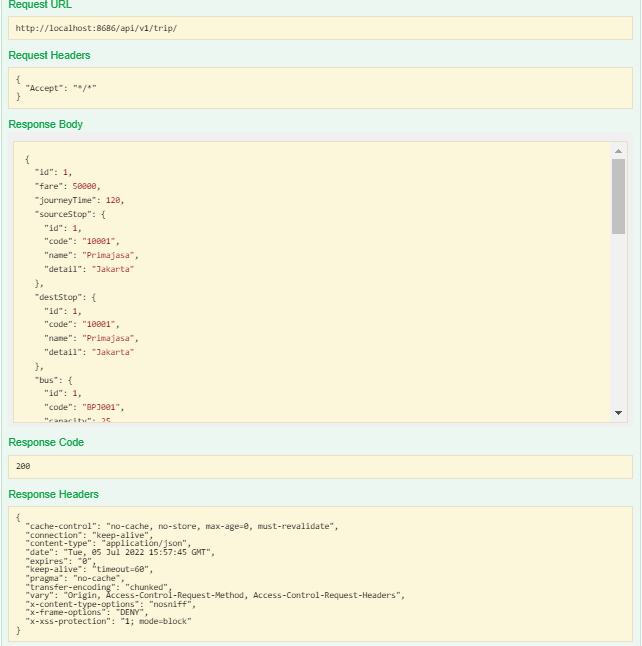 Request URL
http://localhost:8686/api/v1/trip/
Request Headers
{
"Accept": "*/*"
}
Response Body
{
"id": 1,
"fare": 50000,
"journeyTime": 120,
"sourceStop": {
"id": 1,
"code": "10001",
"name": "Primajasa",
"detail": "Jakarta"
},
"destStop": {
"id": 1,
"code": "10001",
"name": "Primajasa",
"detail": "Jakarta"
},
"bus": {
"id": 1,
"code": "BPJ001",
"capacity": 25
Response Code
200
Response Headers
{
"cache-control": "no-cache, no-store, max-age=0, must-revalidate",
"connection": "keep-alive",
"content-type": "application/json",
"date": "Tue, 05 Jul 2022 15:57:45 GMT",
"expires": "0",
"keep-alive": "timeout=60",
"pragma": "no-cache",
"transfer-encoding": "chunked",
"vary": "Origin, Access-Control-Request-Method, Access-Control-Request-Headers",
"x-content-type-options": "nosniff",
"x-frame-options": "DENY",
"x-xss-protection": "1; mode=block"
}